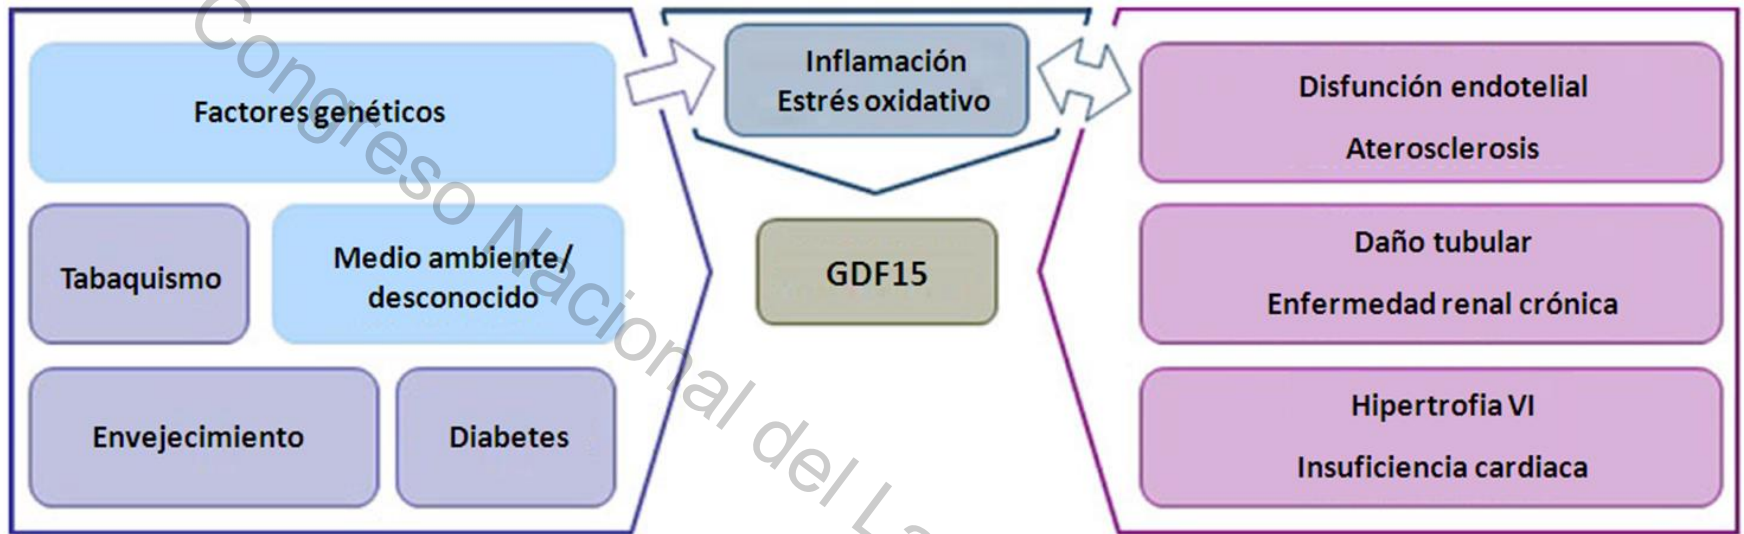 Factores genéticos
Tabaquismo
Medio ambiente/
desconocido
Envejecimiento
Diabetes
Inflamación
Estrés oxidativo
GDF15
Disfunción endotelial
Aterosclerosis
Daño tubular
Enfermedad renal crónica
Hipertrofia VI
Insuficiencia cardiaca
Congreso Nacional del La